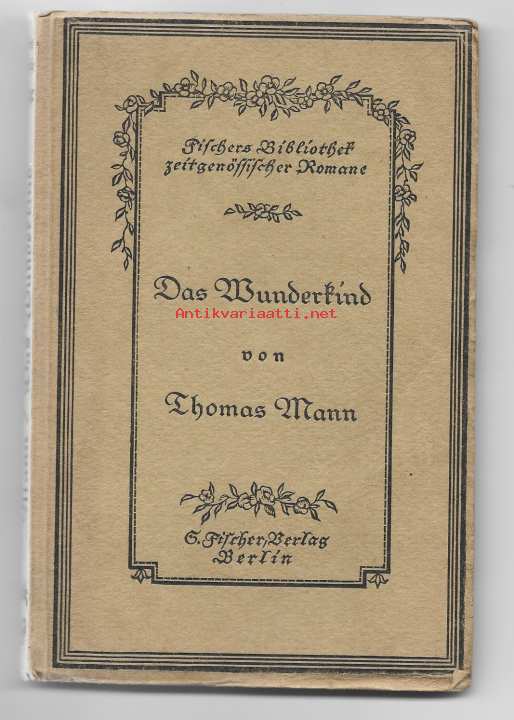 Fischers Bibliothek
zeitgenössischer Romane
Das Wunderkind
Antikvariaatti.net
von
Thomas Mann
S. Fischer, Verlag
Berlin